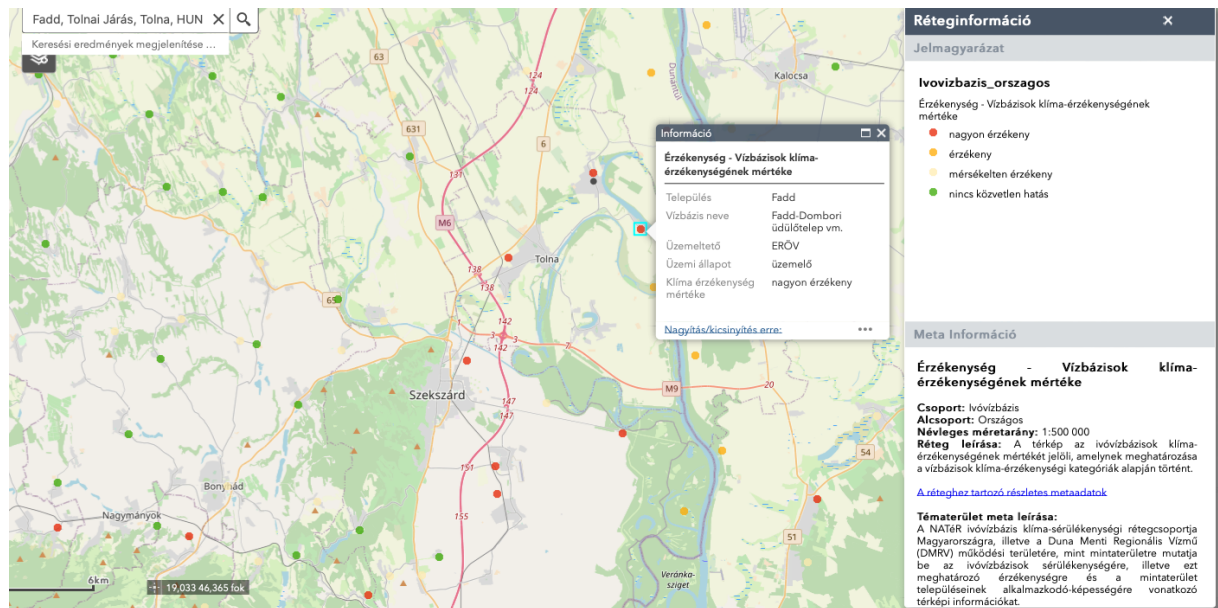 Fadd, Tolnai Járás, Tolna, HUN
Keresési eredmények megjelenítése ...
63
124
124
Dunántúl
Kalocsa
631
6
131
M6
138
138
Tolna
65
142
1
3
3
142
7
Szekszárd
147
147
M9
20
54
151
Bonyhád
155
Nagymányok
51
Veránka-
sziget
6km
19,033 46,365 fok
Információ
Érzékenység - Vízbázisok klíma-
érzékenységének mértéke
Település Fadd
Vízbázis neve Fadd-Dombori
üdülőtelep vm.
Üzemeltető ERÖV
Üzemi állapot üzemelő
Klíma érzékenység nagyon érzékeny
mértéke
Nagyítás/kicsinyítés erre:
Réteginformáció
Jelmagyarázat
Ivovizbazis_orszagos
Érzékenység - Vízbázisok klíma-érzékenységének
mértéke
nagyon érzékeny
érzékeny
mérsékelten érzékeny
nincs közvetlen hatás
Meta Információ
Érzékenység - Vízbázisok klíma-
érzékenységének mértéke
Csoport: Ivóvízbázis
Alcsoport: Országos
Névleges méretarány: 1:500 000
Réteg leírása: A térkép az ivóvízbázisok klíma-
érzékenységének mértékét jelöli, amelynek meghatározása
a vízbázisok klíma-érzékenységi kategóriák alapján történt.
A réteghez tartozó részletes metaadatok
Tématerület meta leírása:
A NATéR ivóvízbázis klíma-sérülékenységi rétegcsoportja
Magyarországra, illetve a Duna Menti Regionális Vízmű
(DMRV) működési területére, mint mintaterületre mutatja
be az ivóvízbázisok sérülékenységére, illetve ezt
meghatározó érzékenységre és a mintaterület
településeinek alkalmazkodó-képességére vonatkozó
térképi információkat.